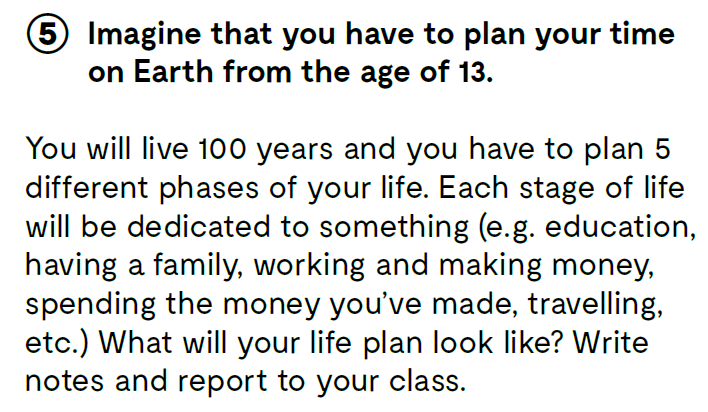 5 Imagine that you have to plan your time
on Earth from the age of 13.
You will live 100 years and you have to plan 5
different phases of your life. Each stage of life
will be dedicated to something (e.g. education,
having a family, working and making money,
spending the money you’ve made, travelling,
etc.) What will your life plan look like? Write
notes and report to your class.